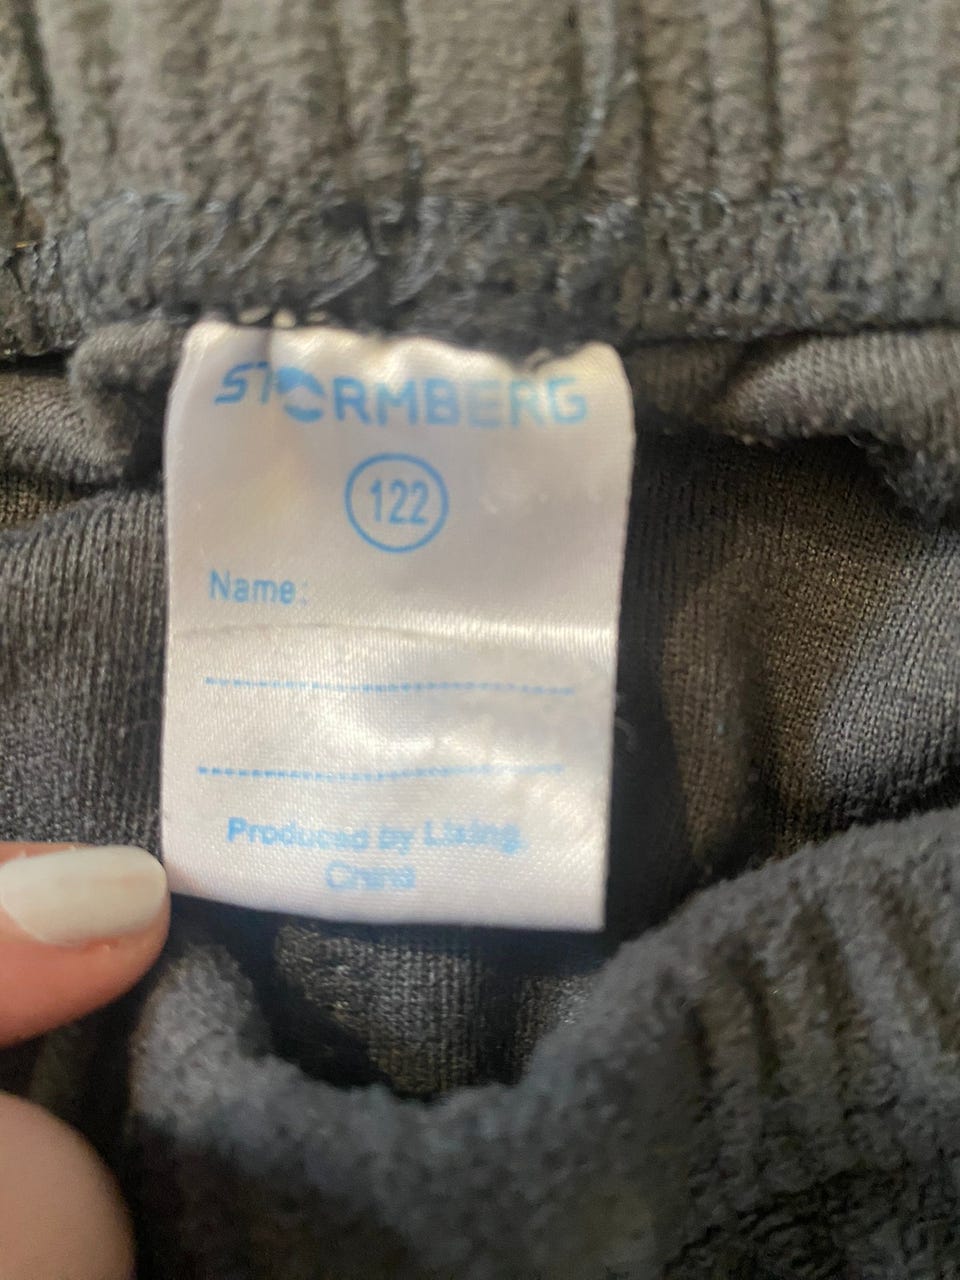 STORMBERG
122
Name:
Produced by Lixing
China